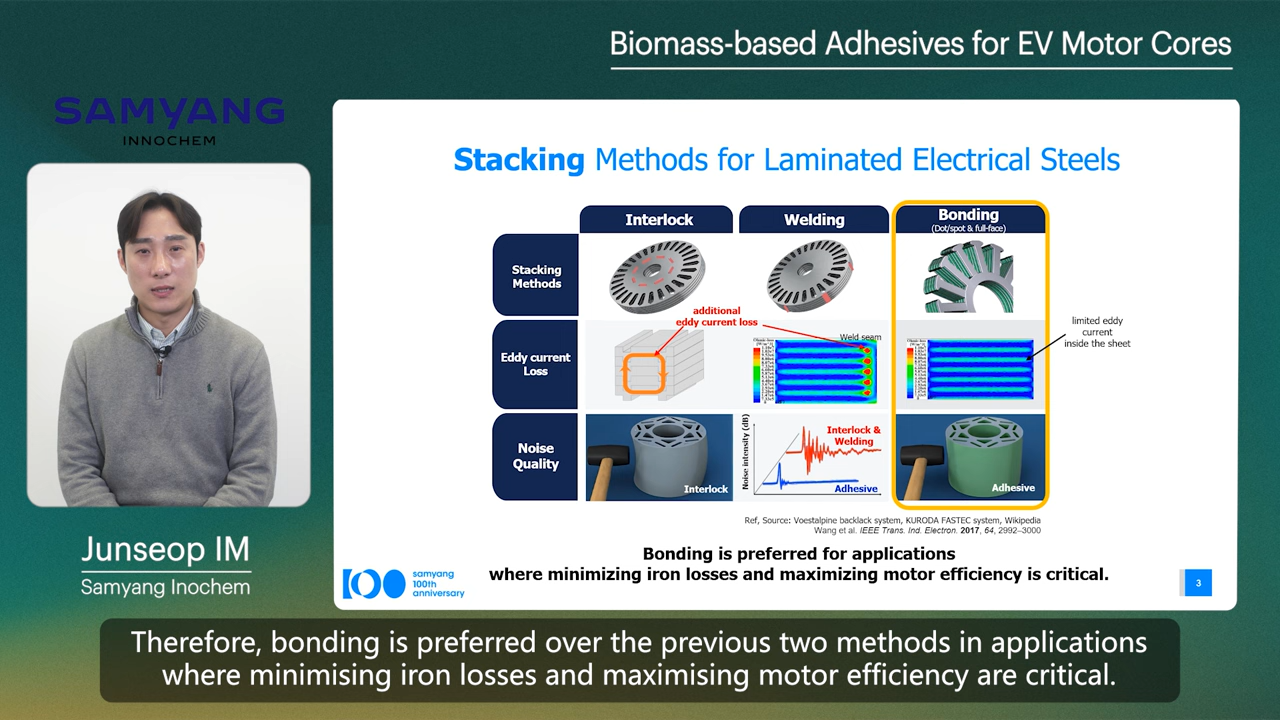 Biomass-based Adhesives for EV Motor Cores
SAMYANG
INNOCHEM
Stacking Methods for Laminated Electrical Steels
Interlock
Welding
Bonding
(Dot/spot & full-face)
Stacking
Methods
additional
eddy current loss
Eddy current
Loss
Weld seam
limited eddy
current
inside the sheet
Noise
Quality
Interlock
Noise intensity (dB)
Interlock &
Welding
Adhesive
Adhesive
Ref, Source: Voestalpine backlack system, KURODA FASTEC system, Wikipedia
Wang et al. IEEE Trans. Ind. Electron. 2017, 64, 2992–3000
Bonding is preferred for applications
where minimizing iron losses and maximizing motor efficiency is critical.
100
samyang
100th
anniversary
3
Junseop IM
Samyang Inochem
Therefore, bonding is preferred over the previous two methods in applications
where minimising iron losses and maximising motor efficiency are critical.